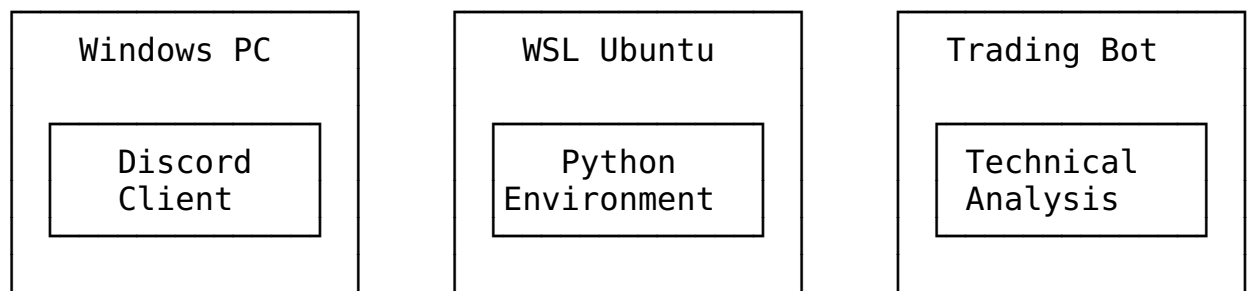 Windows PC
Discord
Client
WSL Ubuntu
Python
Environment
Trading Bot
Technical
Analysis